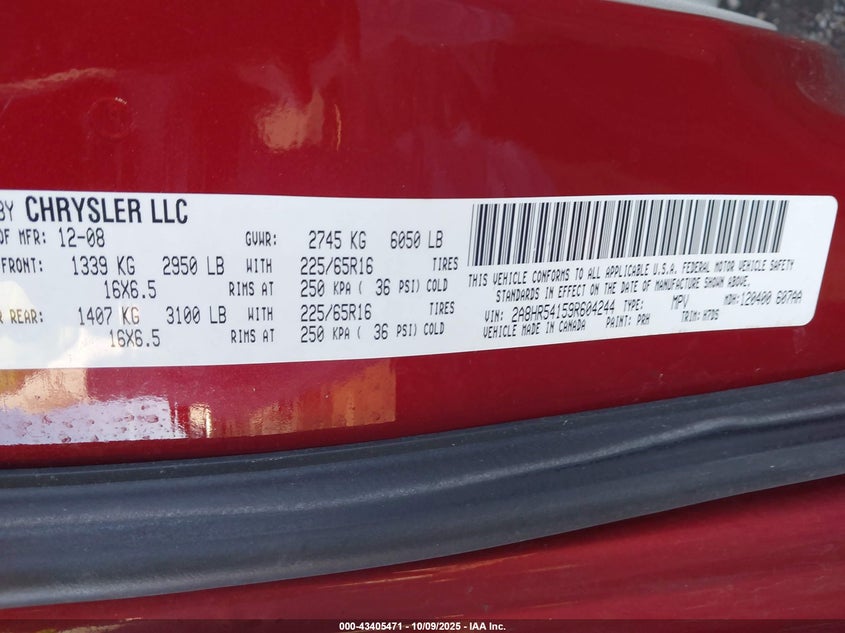 BY CHRYSLER LLC
OF MFR: 12-08 GVWR: 2745 KG 6050 LB
FRONT: 1339 KG 2950 LB WITH 225/65R16 TIRES
16X6.5 RIMS AT 250 KPA ( 36 PSI) COLD
REAR: 1407 KG 3100 LB WITH 225/65R16 TIRES
16X6.5 RIMS AT 250 KPA ( 36 PSI) COLD
THIS VEHICLE CONFORMS TO ALL APPLICABLE U.S.A. FEDERAL MOTOR VEHICLE SAFETY
STANDARDS IN EFFECT ON THE DATE OF MANUFACTURE SHOWN ABOVE.
VIN: 2A8HR54159R604244 TYPE: MPV MDH: 120400 607AA
VEHICLE MADE IN CANADA PAINT: PRH TRIM: H7DS
000-43405471 | 10/09/2025 - IAA Inc.